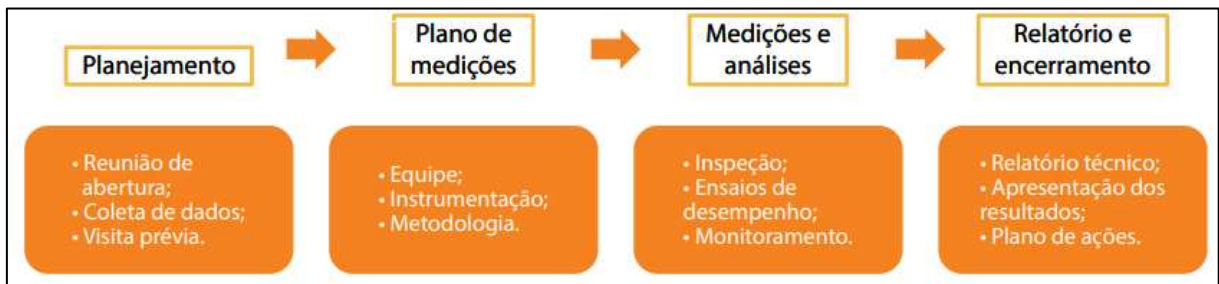 Planejamento
Plano de
medições
Medições e
análises
Relatório e
encerramento
• Reunião de
abertura;
• Coleta de dados;
• Visita prévia.
• Equipe;
• Instrumentação;
• Metodologia.
• Inspeção;
• Ensaios de
desempenho;
• Monitoramento.
• Relatório técnico;
• Apresentação dos
resultados;
• Plano de ações.